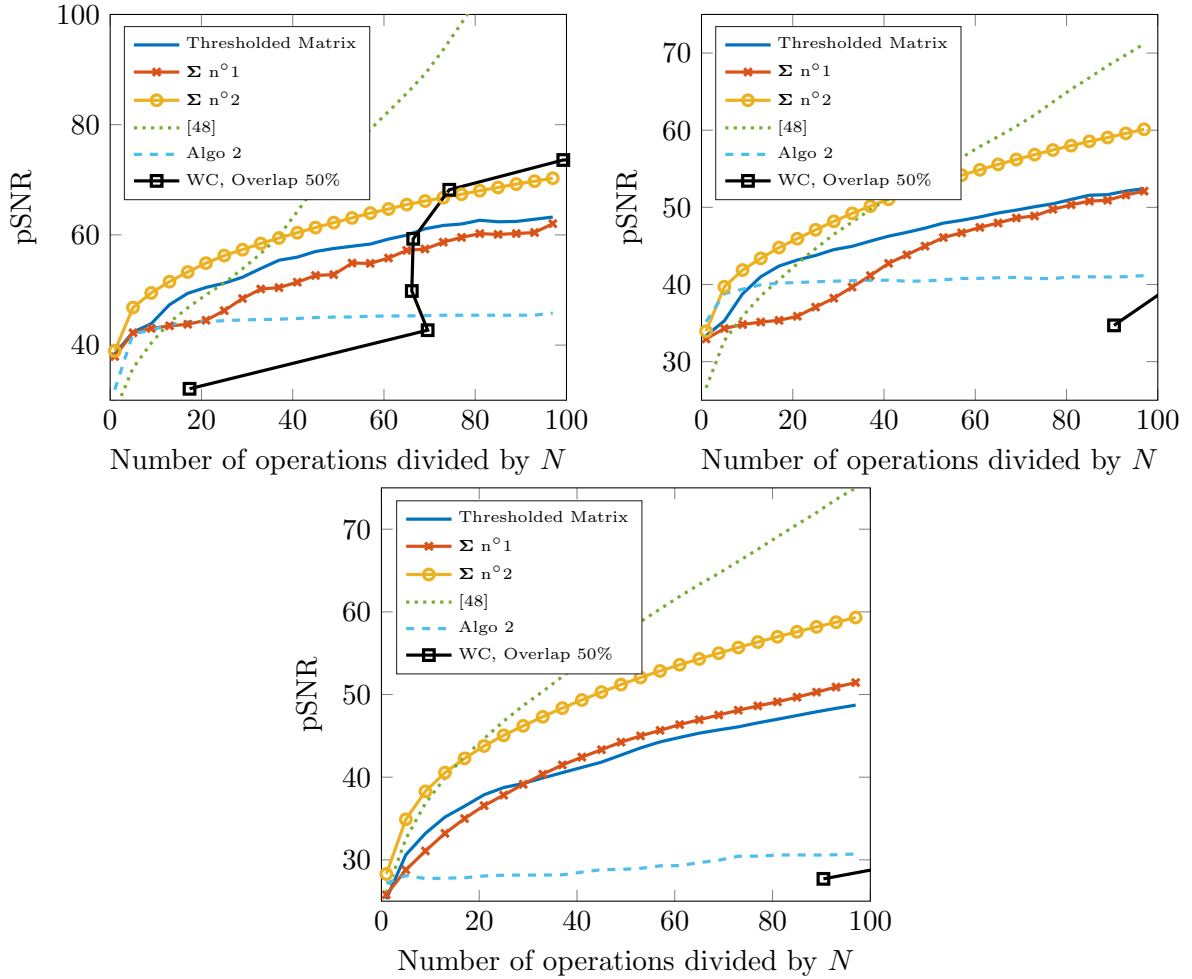 100
80
60
40
pSNR
Thresholded Matrix
Σ n°1
Σ n°2
[48]
Algo 2
WC, Overlap 50%
0 20 40 60 80 100
Number of operations divided by N
70
60
50
40
30
pSNR
Thresholded Matrix
Σ n°1
Σ n°2
[48]
Algo 2
WC, Overlap 50%
0 20 40 60 80 100
Number of operations divided by N
70
60
50
40
30
pSNR
Thresholded Matrix
Σ n°1
Σ n°2
[48]
Algo 2
WC, Overlap 50%
0 20 40 60 80 100
Number of operations divided by N